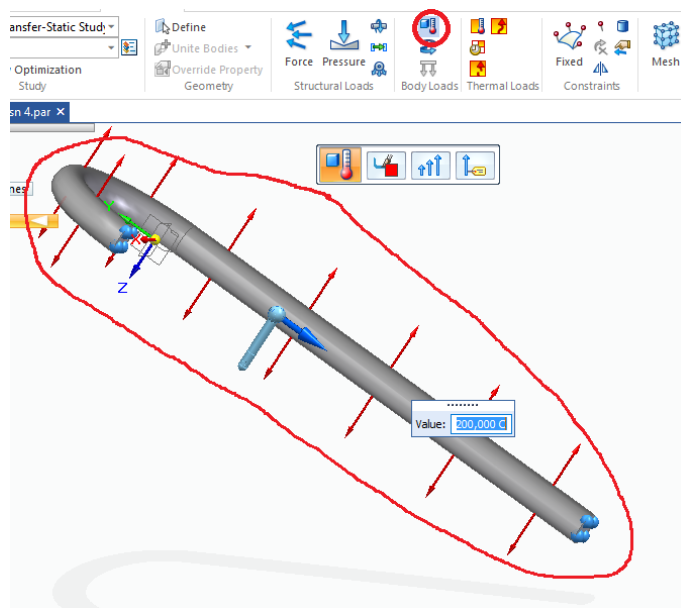 ansfer-Static Study
Define
Unite Bodies
Override Property
Optimization
Force
Pressure
Fixed
Mesh
Study
Geometry
Structural Loads
Body Loads
Thermal Loads
Constraints
sn 4.par
nes
Y
X
Z
Value: 200,000 C